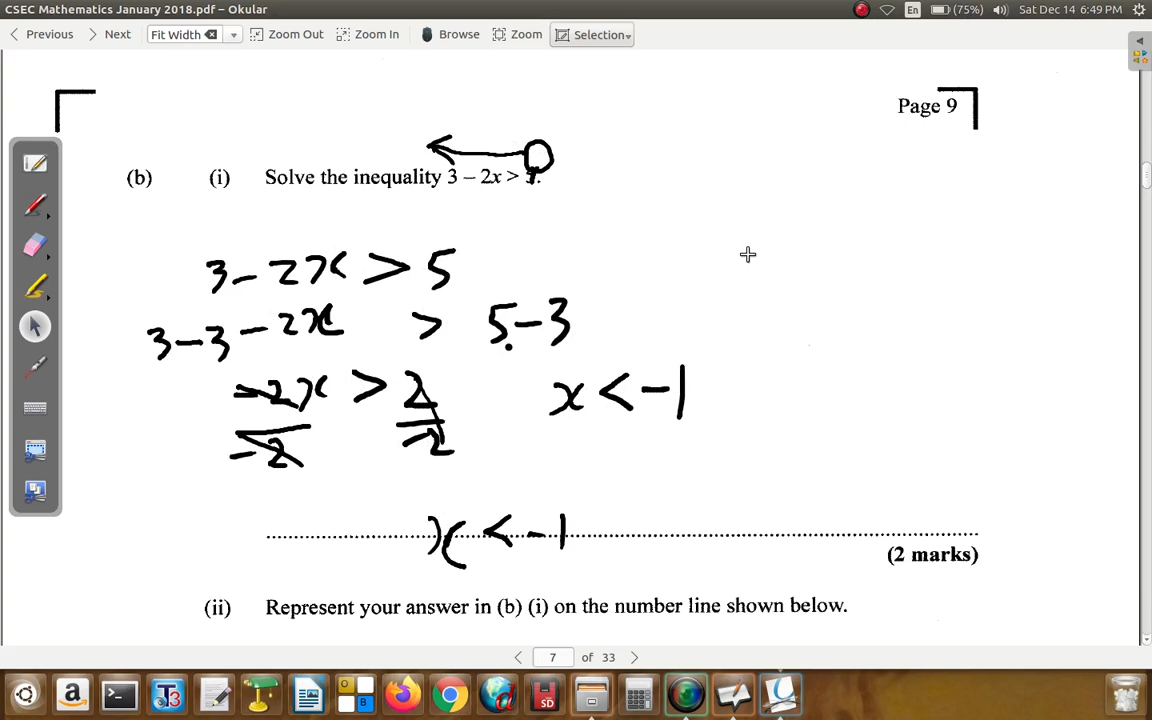 CSEC Mathematics January 2018.pdf – Okular
En (75%) Sat Dec 14 6:49 PM
Previous Next Fit Width Zoom Out Zoom In Browse Zoom Selection
Page 9
(b) (i) Solve the inequality 3 – 2x >
3 – 2x > 5
3 – 3 – 2x > 5 – 3
-2x > 2 x < -1
-2 -2
x < -1
(2 marks)
(ii) Represent your answer in (b) (i) on the number line shown below.
7 of 33
T3 SD